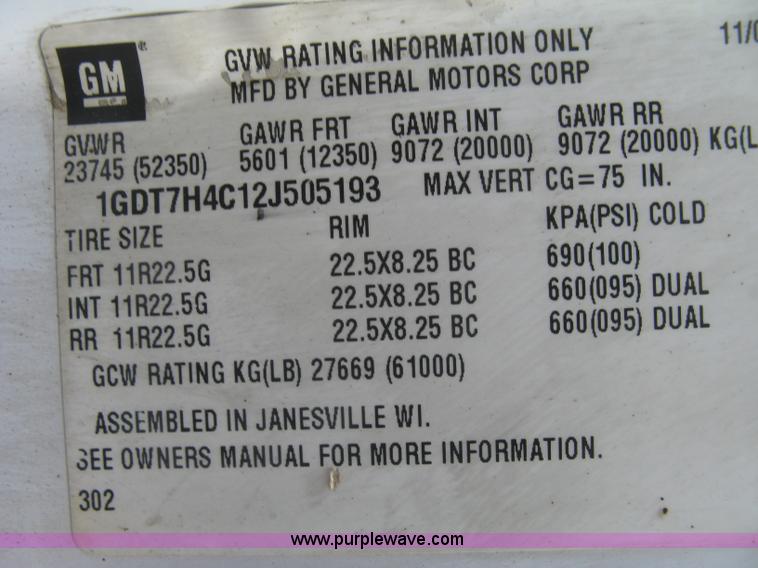 GM
GVW RATING INFORMATION ONLY 11/0
MFD BY GENERAL MOTORS CORP
GVWR GAWR FRT GAWR INT GAWR RR
23745 (52350) 5601 (12350) 9072 (20000) 9072 (20000) KG(L
1GDT7H4C12J505193 MAX VERT CG=75 IN.
TIRE SIZE RIM KPA(PSI) COLD
FRT 11R22.5G 22.5X8.25 BC 690(100)
INT 11R22.5G 22.5X8.25 BC 660(095) DUAL
RR 11R22.5G 22.5X8.25 BC 660(095) DUAL
GCW RATING KG(LB) 27669 (61000)
ASSEMBLED IN JANESVILLE WI.
SEE OWNERS MANUAL FOR MORE INFORMATION.
302
www.purplewave.com